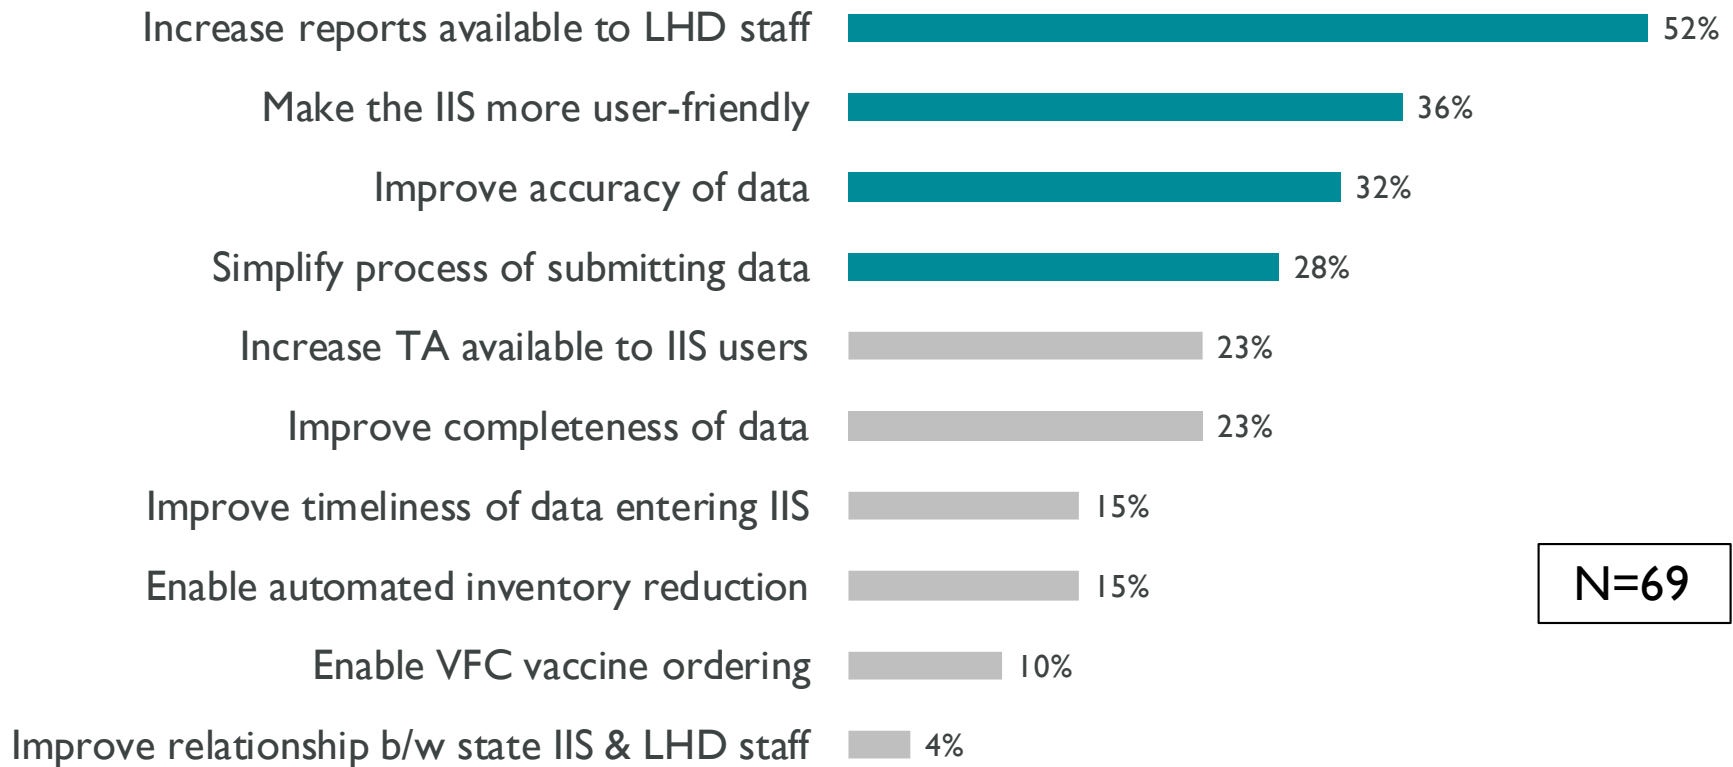 Increase reports available to LHD staff 52%
Make the IIS more user-friendly 36%
Improve accuracy of data 32%
Simplify process of submitting data 28%
Increase TA available to IIS users 23%
Improve completeness of data 23%
Improve timeliness of data entering IIS 15%
Enable automated inventory reduction 15%
N=69
Enable VFC vaccine ordering 10%
Improve relationship b/w state IIS & LHD staff 4%